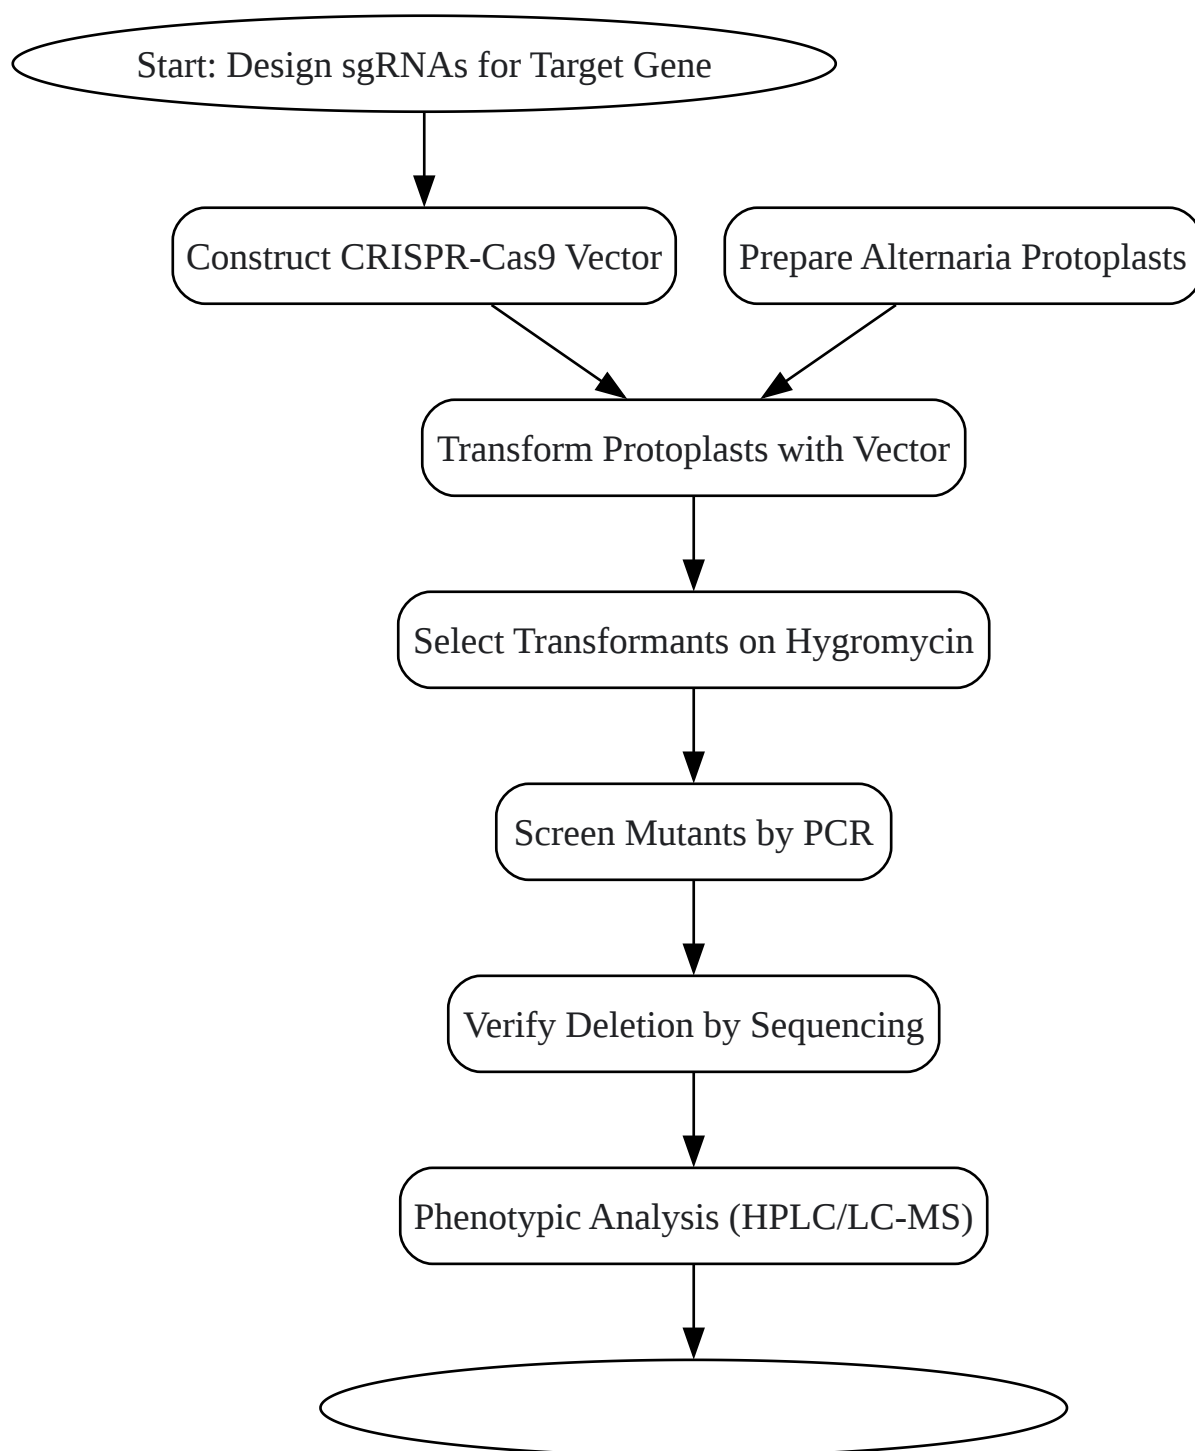 Start: Design sgRNAs for Target Gene
Construct CRISPR-Cas9 Vector
Prepare Alternaria Protoplasts
Transform Protoplasts with Vector
Select Transformants on Hygromycin
Screen Mutants by PCR
Verify Deletion by Sequencing
Phenotypic Analysis (HPLC/LC-MS)